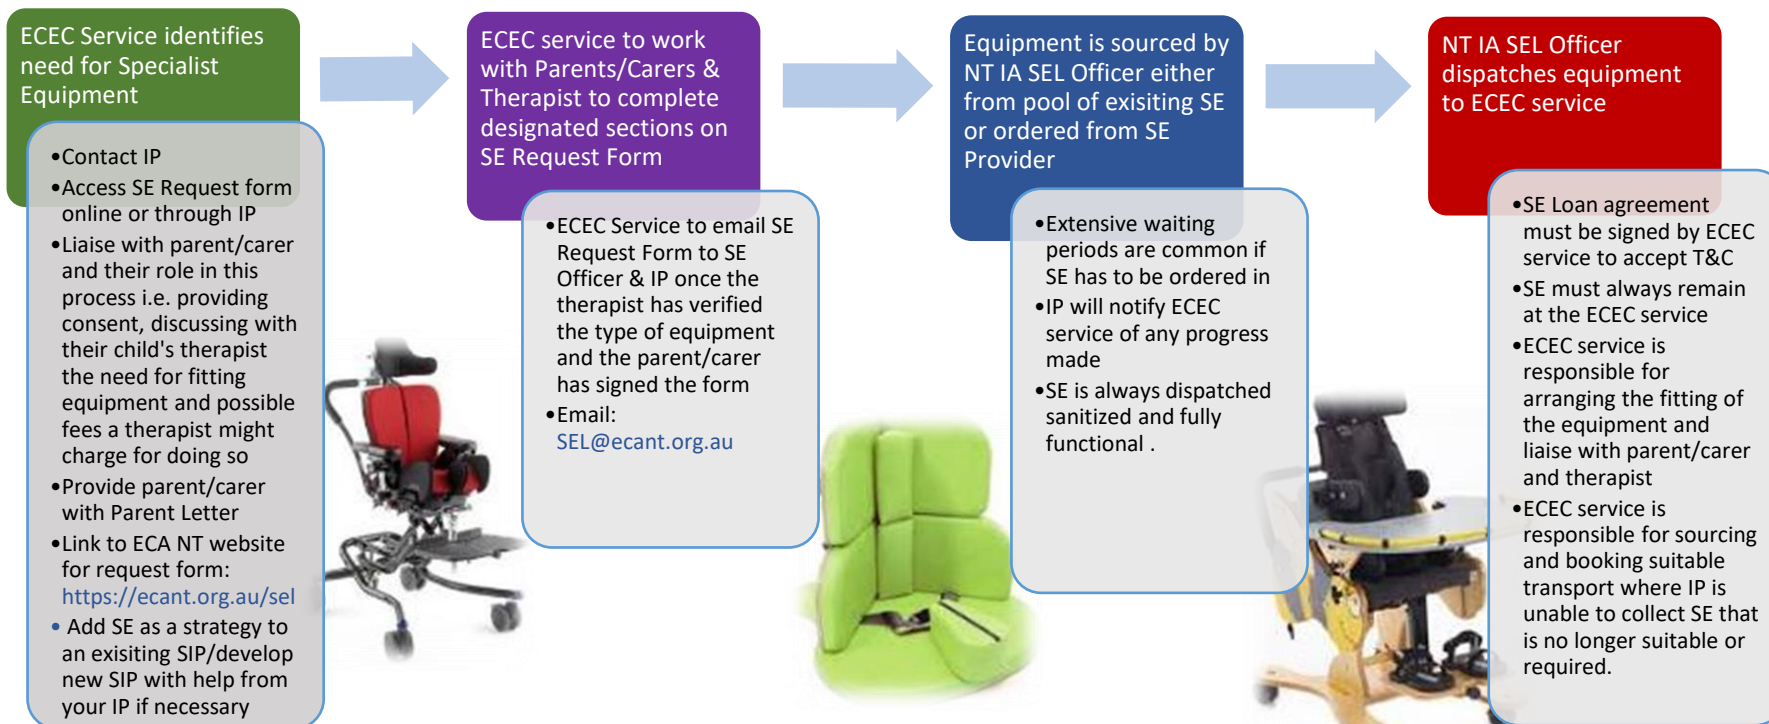 ECEC Service identifies
need for Specialist
Equipment
•Contact IP
•Access SE Request form
online or through IP
•Liaise with parent/carer
and their role in this
process i.e. providing
consent, discussing with
their child's therapist
the need for fitting
equipment and possible
fees a therapist might
charge for doing so
•Provide parent/carer
with Parent Letter
•Link to ECA NT website
for request form:
https://ecant.org.au/sel
• Add SE as a strategy to
an exisiting SIP/develop
new SIP with help from
your IP if necessary
ECEC service to work
with Parents/Carers &
Therapist to complete
designated sections on
SE Request Form
•ECEC Service to email SE
Request Form to SE
Officer & IP once the
therapist has verified
the type of equipment
and the parent/carer
has signed the form
•Email:
SEL@ecant.org.au
Equipment is sourced by
NT IA SEL Officer either
from pool of exisiting SE
or ordered from SE
Provider
•Extensive waiting
periods are common if
SE has to be ordered in
•IP will notify ECEC
service of any progress
made
•SE is always dispatched
sanitized and fully
functional .
NT IA SEL Officer
dispatches equipment
to ECEC service
•SE Loan agreement
must be signed by ECEC
service to accept T&C
•SE must always remain
at the ECEC service
•ECEC service is
responsible for
arranging the fitting of
the equipment and
liaise with parent/carer
and therapist
•ECEC service is
responsible for sourcing
and booking suitable
transport where IP is
unable to collect SE that
is no longer suitable or
required.